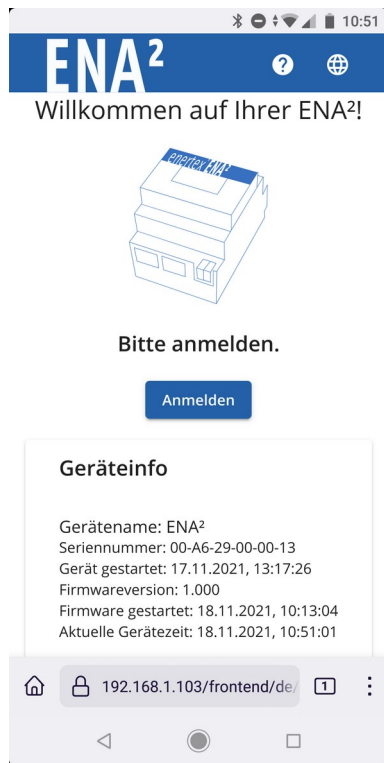 10:51
ENA²
Willkommen auf Ihrer ENA²!
enertex ENA²
Bitte anmelden.
Anmelden
Geräteinfo
Gerätename: ENA²
Seriennummer: 00-A6-29-00-00-13
Gerät gestartet: 17.11.2021, 13:17:26
Firmwareversion: 1.000
Firmware gestartet: 18.11.2021, 10:13:04
Aktuelle Gerätezeit: 18.11.2021, 10:51:01
192.168.1.103/frontend/de/
1